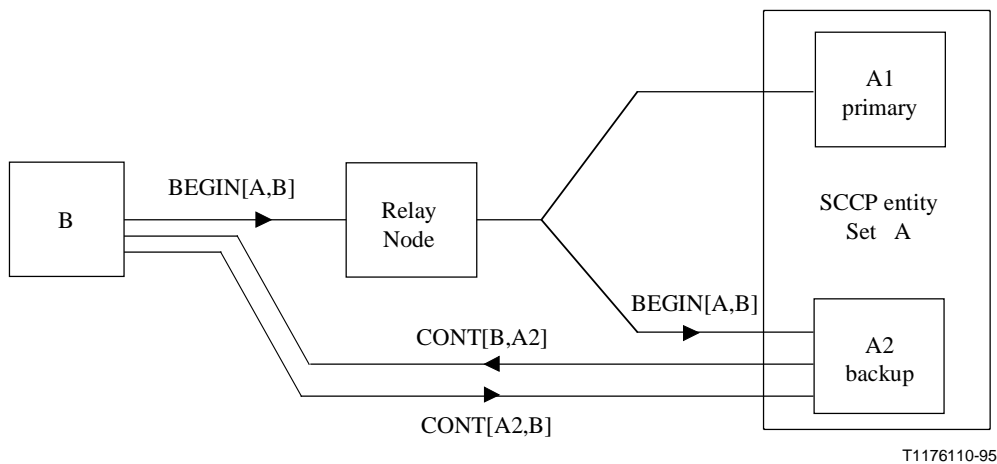 A1
primary
BEGIN[A,B]
B
Relay
Node
SCCP entity
Set A
BEGIN[A,B]
CONT[B,A2]
A2
backup
CONT[A2,B]
T1176110-95